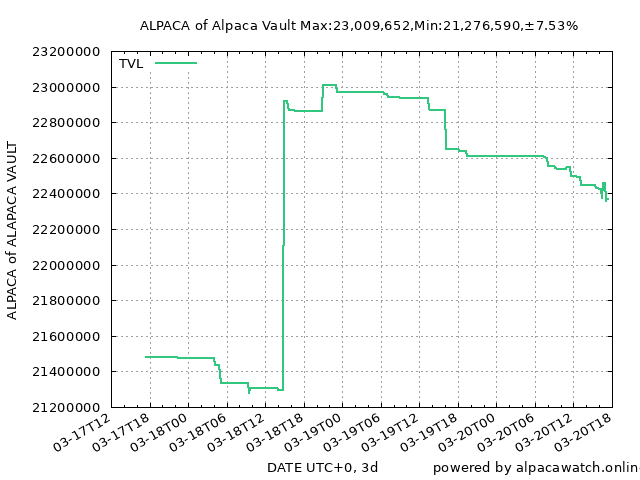 ALPACA of Alpaca Vault Max:23,009,652,Min:21,276,590,±7.53%
TVL
23200000
23000000
22800000
22600000
22400000
22200000
22000000
21800000
21600000
21400000
21200000
ALPACA of ALAPACA VAULT
03-17T12
03-17T18
03-18T00
03-18T06
03-18T12
03-18T18
03-19T00
03-19T06
03-19T12
03-19T18
03-20T00
03-20T06
03-20T12
03-20T18
DATE UTC+0, 3d
powered by alpacawatch.online